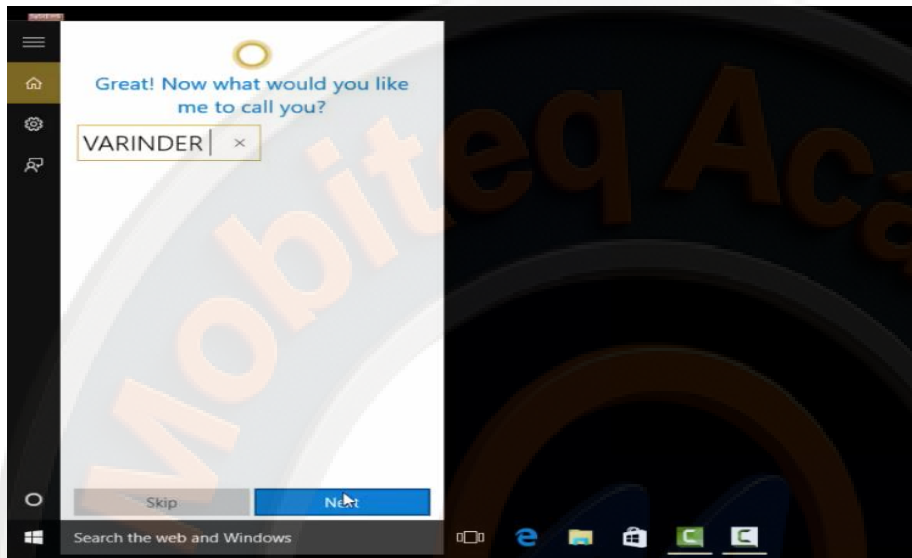 Great! Now what would you like
me to call you?
VARINDER
Skip
Next
Search the web and Windows
Mobiteq Aca